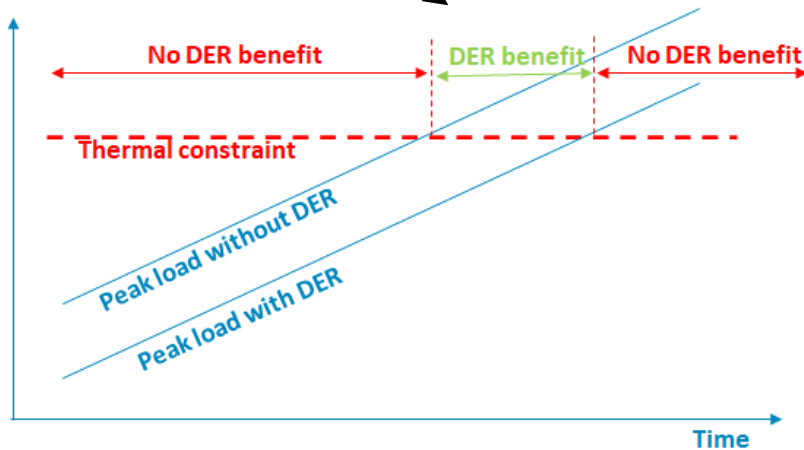 No DER benefit
DER benefit
No DER benefit
Thermal constraint
Peak load without DER
Peak load with DER
Time